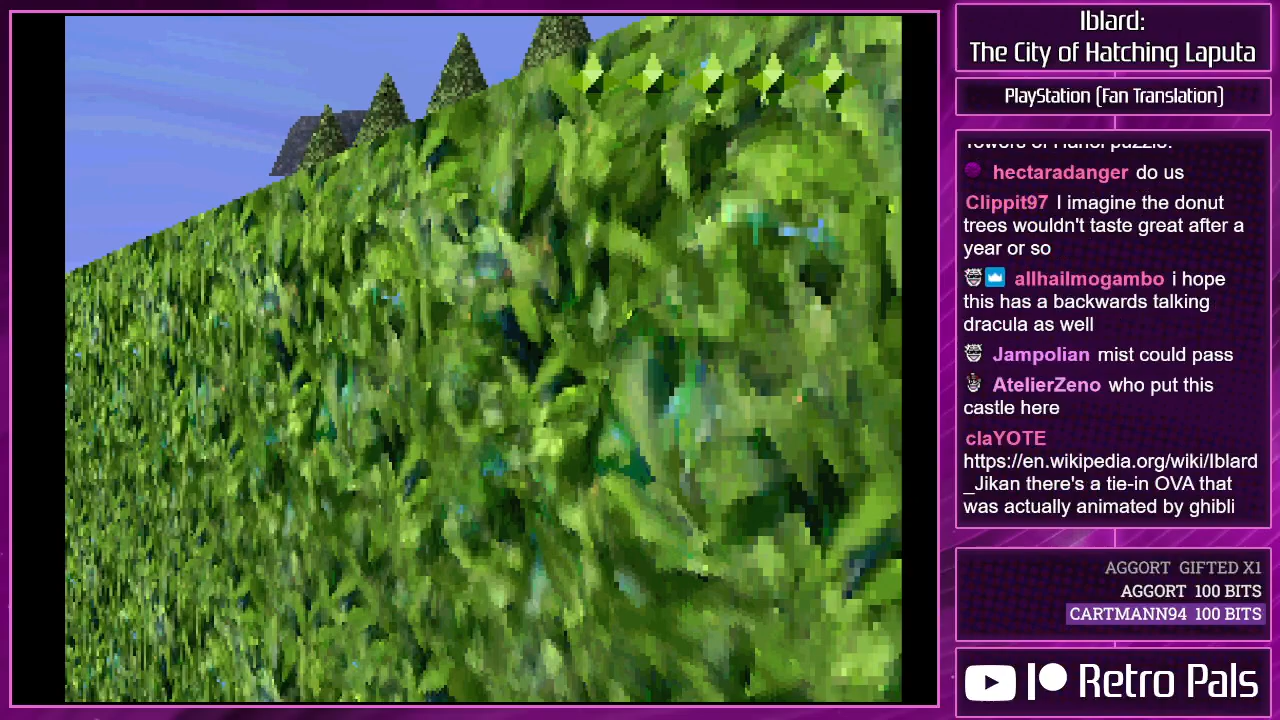 Iblard:
The City of Hatching Laputa
PlayStation (Fan Translation)
hectaradanger do us
Clippit97 I imagine the donut
trees wouldn't taste great after a
year or so
allhailmogambo i hope
this has a backwards talking
dracula as well
Jampolian mist could pass
AtelierZeno who put this
castle here
claYOTE
https://en.wikipedia.org/wiki/Iblard
_Jikan there's a tie-in OVA that
was actually animated by ghibli
AGGORT GIFTED X1
AGGORT 100 BITS
CARTMANN94 100 BITS
Retro Pals